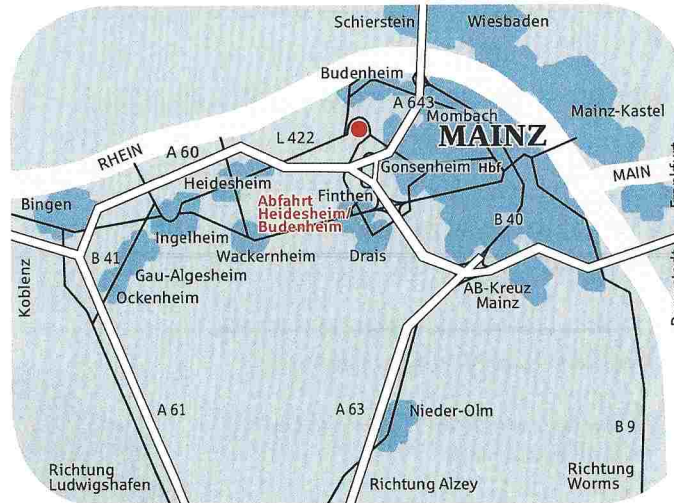 Schierstein
Wiesbaden
Budenheim
A 643
Mombach
Mainz-Kastel
MAINZ
L 422
RHEIN
A 60
Gonsenheim
Hbf
MAIN
Heidesheim
Finthen
Abfahrt
Heidesheim/
Budenheim
Bingen
B 40
Ingelheim
Wackernheim
Drais
B 41
Gau-Algesheim
Ockenheim
Koblenz
AB-Kreuz
Mainz
A 61
A 63
Nieder-Olm
B 9
Richtung
Ludwigshafen
Richtung Alzey
Richtung
Worms